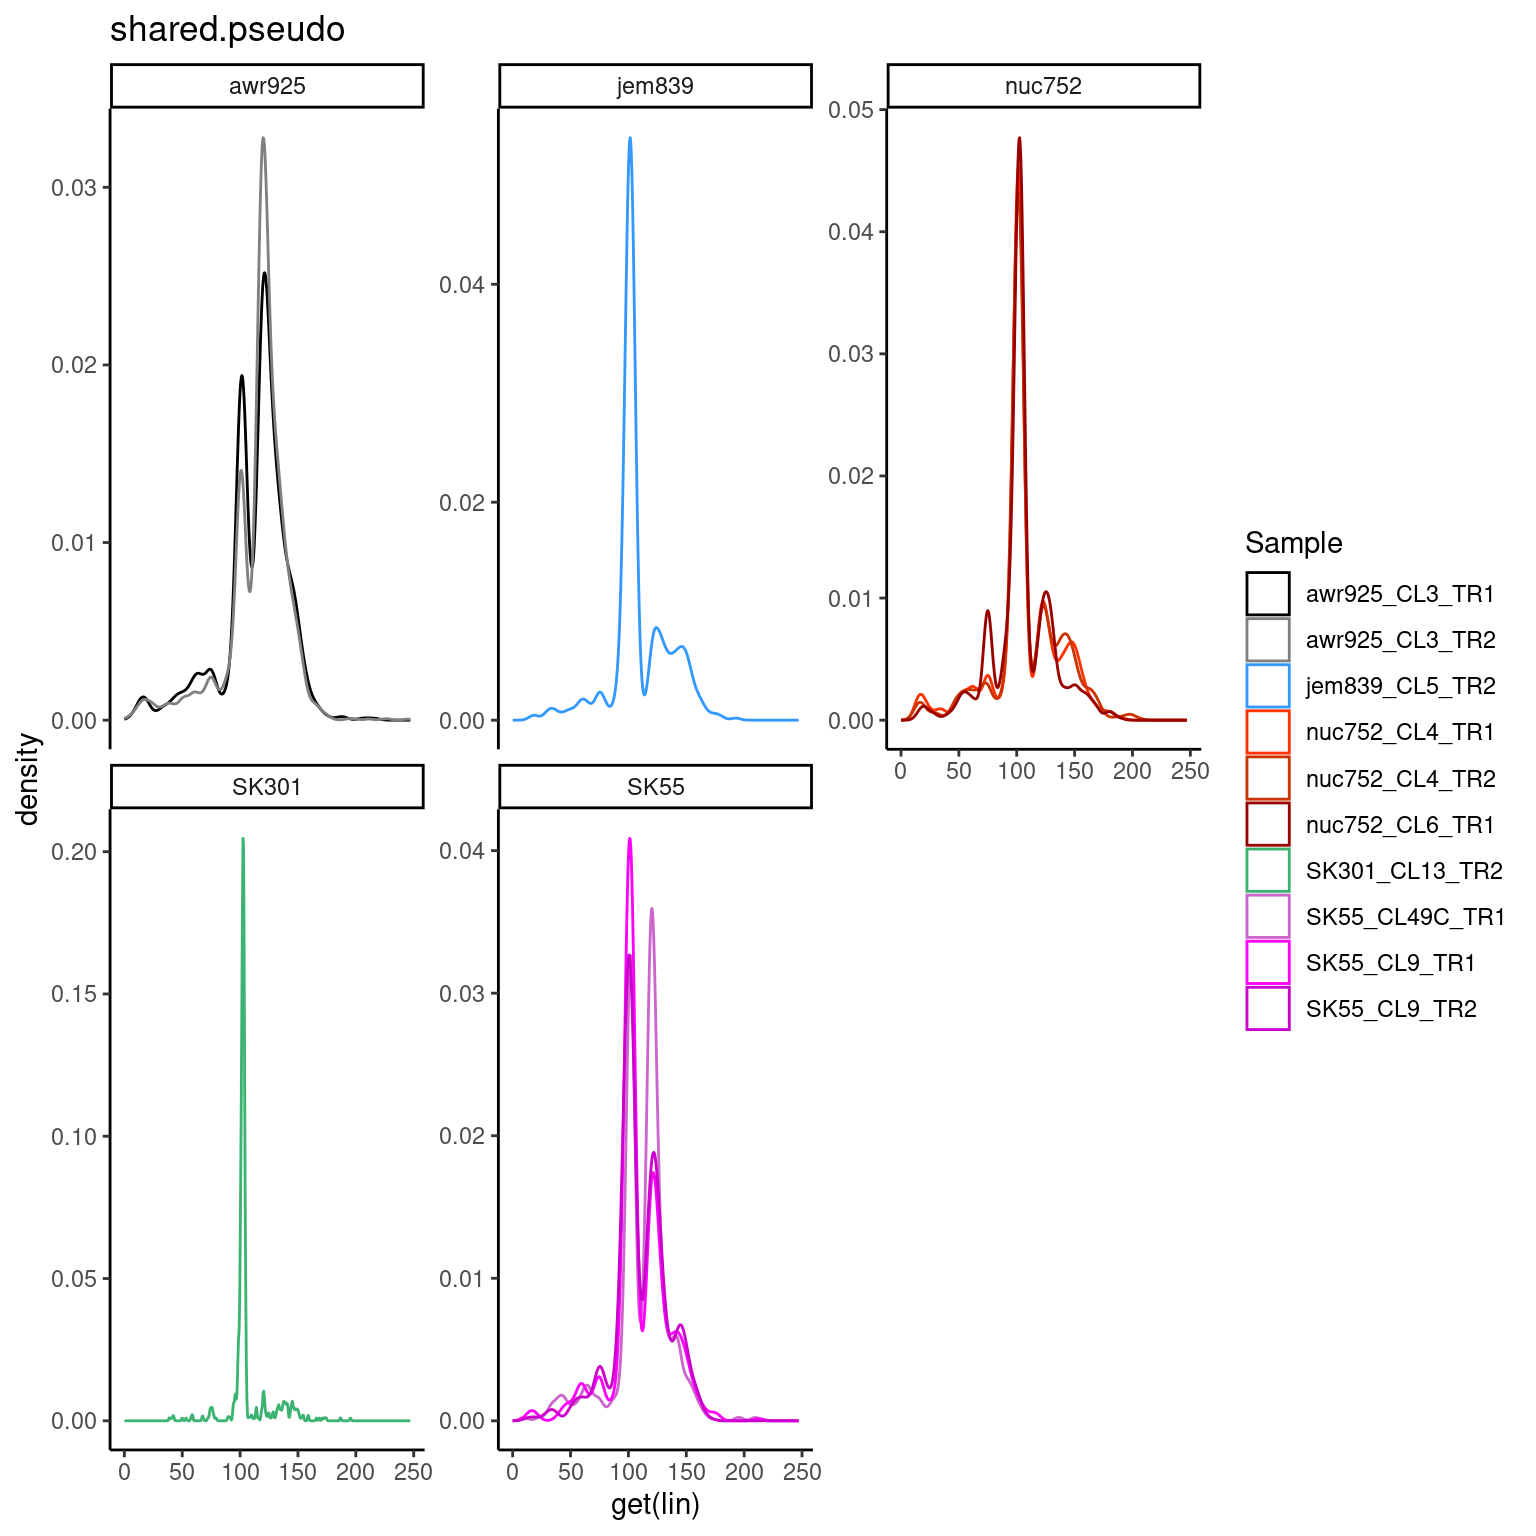 shared.pseudo
awr925
jem839
nuc752
0.03
0.02
0.01
0.00
0.04
0.02
0.00
0.05
0.04
0.03
0.02
0.01
0.00
0 50 100 150 200 250
SK301
SK55
0.20
0.15
0.10
0.05
0.00
0 50 100 150 200 250
0.04
0.03
0.02
0.01
0.00
0 50 100 150 200 250
density
get(lin)
Sample
awr925_CL3_TR1
awr925_CL3_TR2
jem839_CL5_TR2
nuc752_CL4_TR1
nuc752_CL4_TR2
nuc752_CL6_TR1
SK301_CL13_TR2
SK55_CL49C_TR1
SK55_CL9_TR1
SK55_CL9_TR2